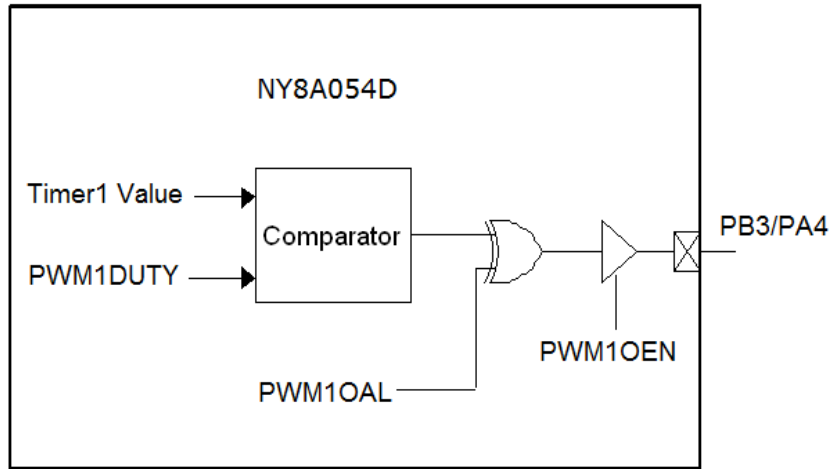 NY8A054D
Timer1 Value
Comparator
PB3/PA4
PWM1DUTY
PWM1OEN
PWM1OAL